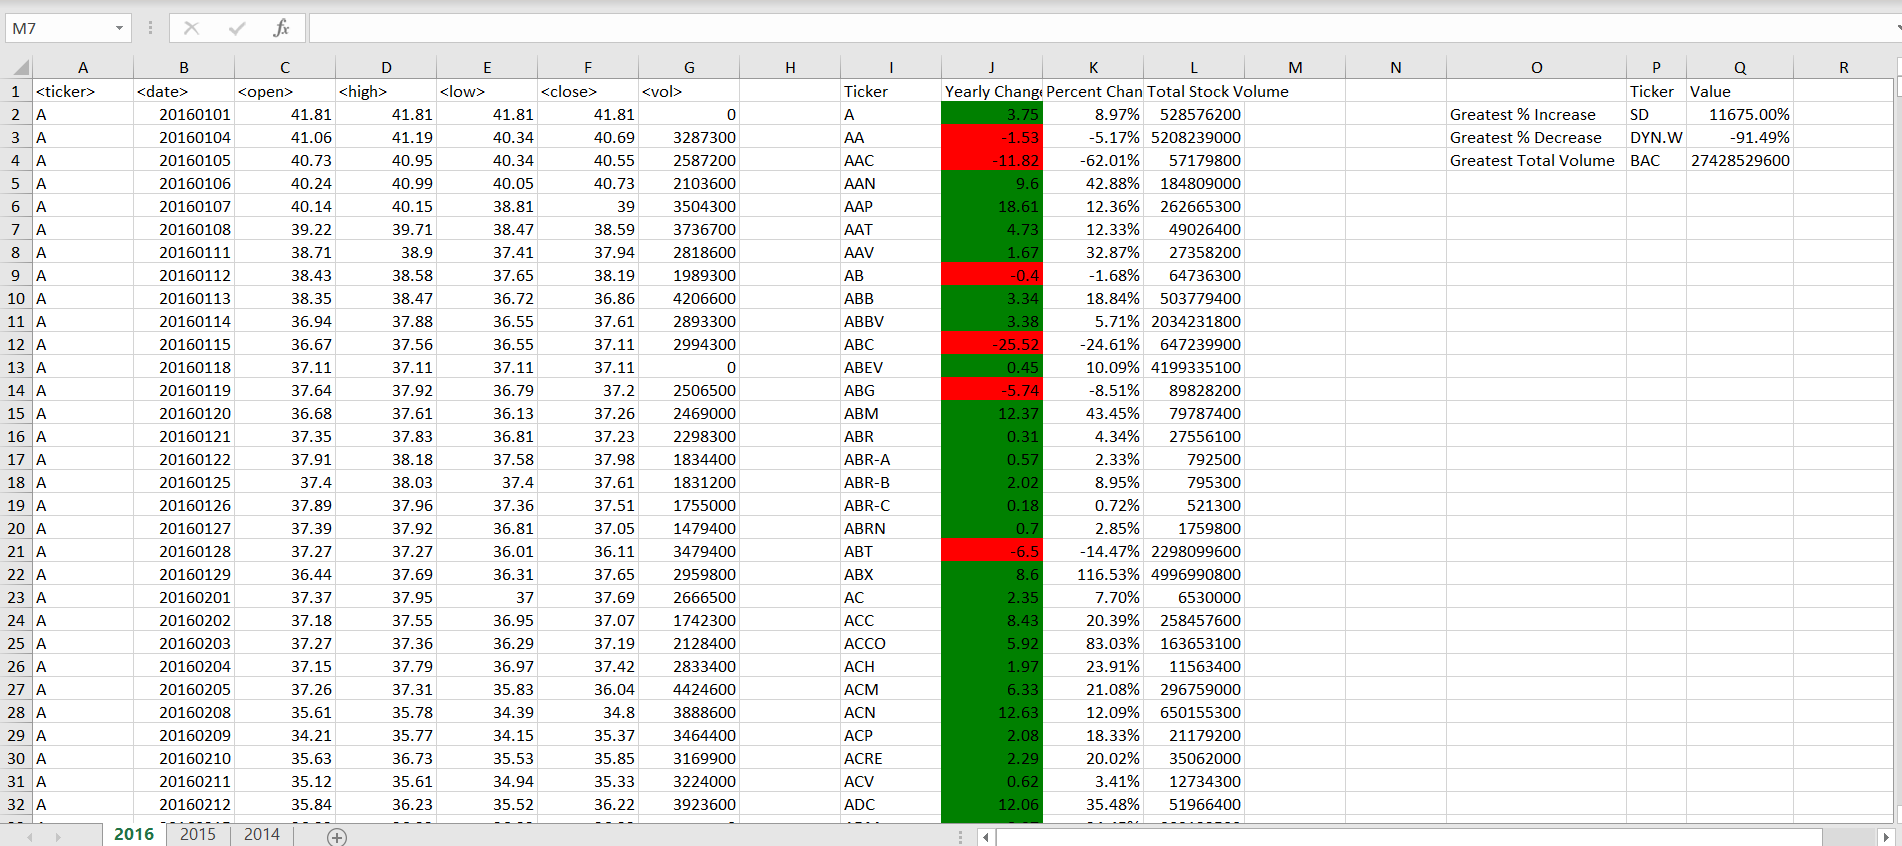 M7 fx
A B C D E F G H I J K L M N O P Q R
1 <ticker> <date> <open> <high> <low> <close> <vol> Ticker Yearly Change Percent Chan Total Stock Volume Ticker Value
2 A 20160101 41.81 41.81 41.81 41.81 0 A 3.75 8.97% 528576200 Greatest % Increase SD 11675.00%
3 A 20160104 41.06 41.19 40.34 40.69 3287300 AA -1.53 -5.17% 5208239000 Greatest % Decrease DYN.W -91.49%
4 A 20160105 40.73 40.95 40.34 40.55 2587200 AAC -11.82 -62.01% 57179800 Greatest Total Volume BAC 27428529600
5 A 20160106 40.24 40.99 40.05 40.73 2103600 AAN 9.6 42.88% 184809000
6 A 20160107 40.14 40.15 38.81 39 3504300 AAP 18.61 12.36% 262665300
7 A 20160108 39.22 39.71 38.47 38.59 3736700 AAT 4.73 12.33% 49026400
8 A 20160111 38.71 38.9 37.41 37.94 2818600 AAV 1.67 32.87% 27358200
9 A 20160112 38.43 38.58 37.65 38.19 1989300 AB -0.4 -1.68% 64736300
10 A 20160113 38.35 38.47 36.72 36.86 4206600 ABB 3.34 18.84% 503779400
11 A 20160114 36.94 37.88 36.55 37.61 2893300 ABBV 3.38 5.71% 2034231800
12 A 20160115 36.67 37.56 36.55 37.11 2994300 ABC -25.52 -24.61% 647239900
13 A 20160118 37.11 37.11 37.11 37.11 0 ABEV 0.45 10.09% 4199335100
14 A 20160119 37.64 37.92 36.79 37.2 2506500 ABG -5.74 -8.51% 89828200
15 A 20160120 36.68 37.61 36.13 37.26 2469000 ABM 12.37 43.45% 79787400
16 A 20160121 37.35 37.83 36.81 37.23 2298300 ABR 0.31 4.34% 27556100
17 A 20160122 37.91 38.18 37.58 37.98 1834400 ABR-A 0.57 2.33% 792500
18 A 20160125 37.4 38.03 37.4 37.61 1831200 ABR-B 2.02 8.95% 795300
19 A 20160126 37.89 37.96 37.36 37.51 1755000 ABR-C 0.18 0.72% 521300
20 A 20160127 37.39 37.92 36.81 37.05 1479400 ABRN 0.7 2.85% 1759800
21 A 20160128 37.27 37.27 36.01 36.11 3479400 ABT -6.5 -14.47% 2298099600
22 A 20160129 36.44 37.69 36.31 37.65 2959800 ABX 8.6 116.53% 4996990800
23 A 20160201 37.37 37.95 37 37.69 2666500 AC 2.35 7.70% 6530000
24 A 20160202 37.18 37.55 36.95 37.07 1742300 ACC 8.43 20.39% 258457600
25 A 20160203 37.27 37.36 36.29 37.19 2128400 ACCO 5.92 83.03% 163653100
26 A 20160204 37.15 37.79 36.97 37.42 2833400 ACH 1.97 23.91% 11563400
27 A 20160205 37.26 37.31 35.83 36.04 4424600 ACM 6.33 21.08% 296759000
28 A 20160208 35.61 35.78 34.39 34.8 3888600 ACN 12.63 12.09% 650155300
29 A 20160209 34.21 35.77 34.15 35.37 3464400 ACP 2.08 18.33% 21179200
30 A 20160210 35.63 36.73 35.53 35.85 3169900 ACRE 2.29 20.02% 35062000
31 A 20160211 35.12 35.61 34.94 35.33 3224000 ACV 0.62 3.41% 12734300
32 A 20160212 35.84 36.23 35.52 36.22 3923600 ADC 12.06 35.48% 51966400
2016 2015 2014